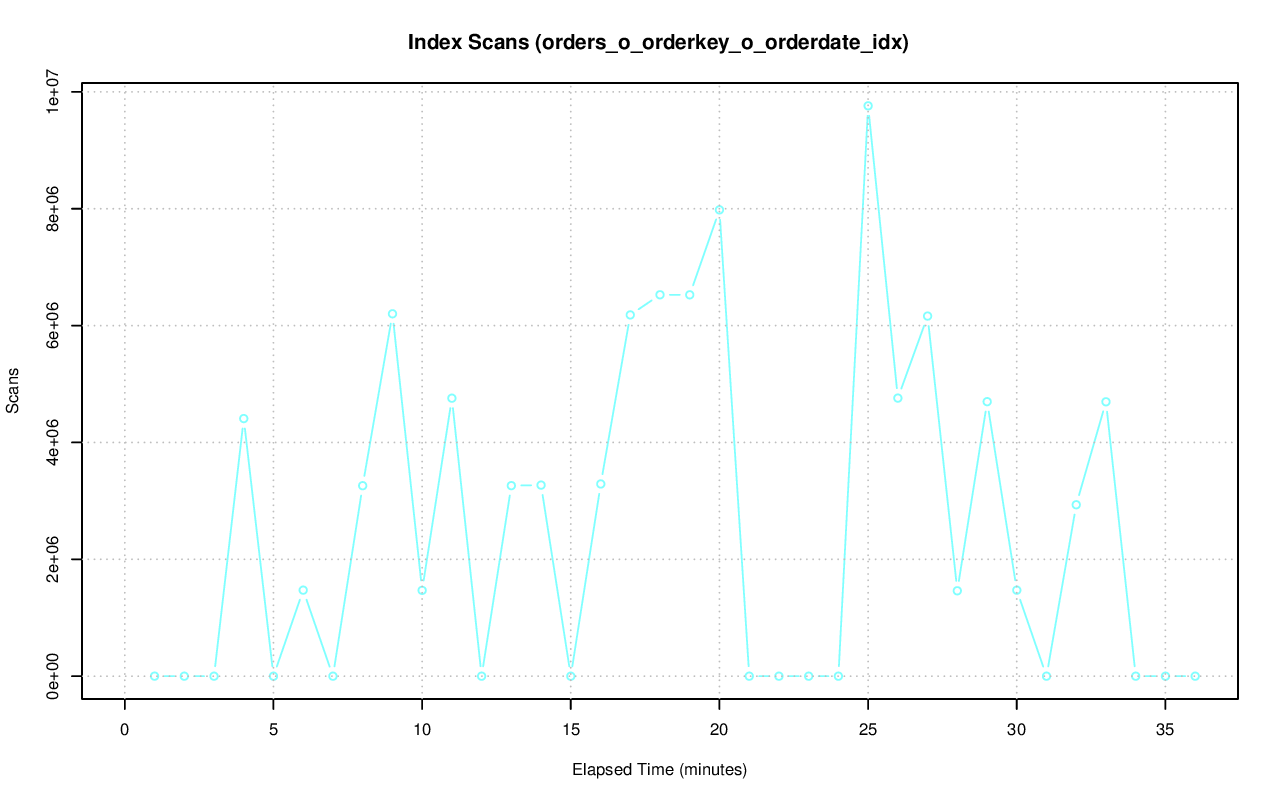 Index Scans (orders_o_orderkey_o_orderdate_idx)
1e+07
8e+06
6e+06
4e+06
2e+06
0e+00
Scans
0 5 10 15 20 25 30 35
Elapsed Time (minutes)